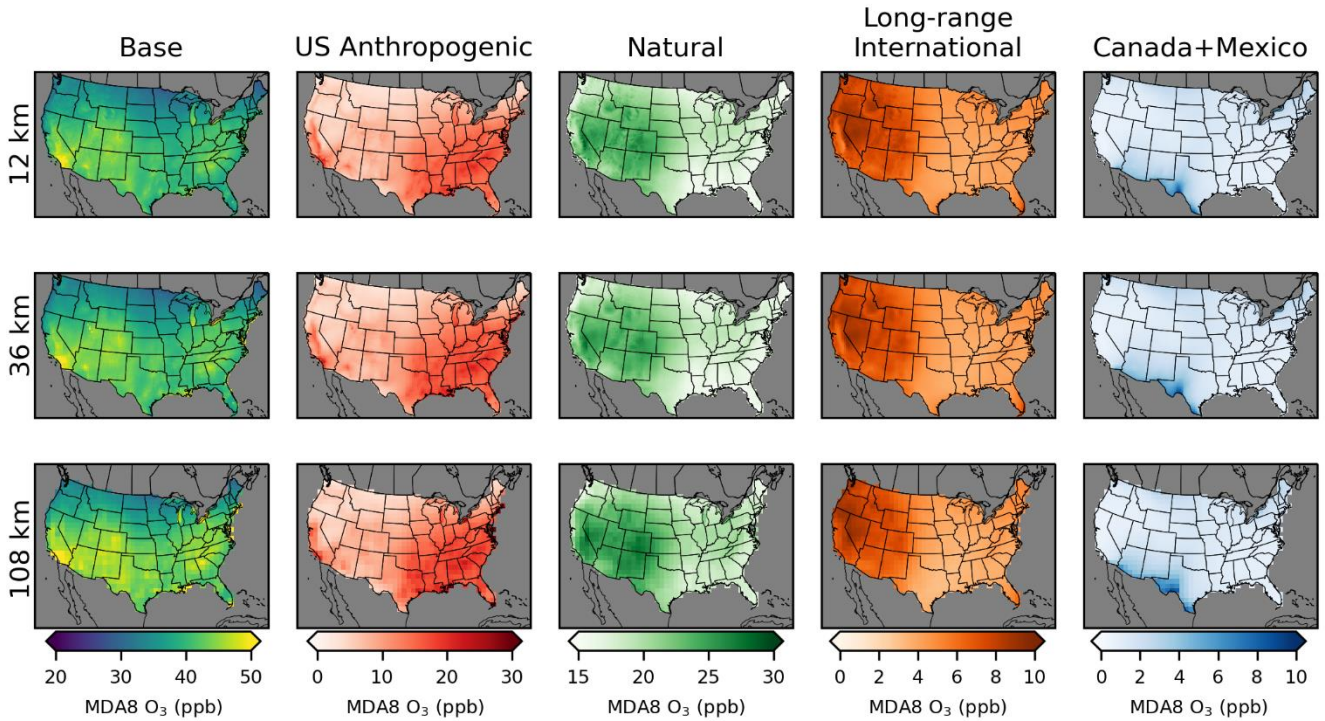 Base
US Anthropogenic
Natural
Long-range
International
Canada+Mexico
12 km
36 km
108 km
20 30 40 50
MDA8 O₃ (ppb)
0 10 20 30
MDA8 O₃ (ppb)
15 20 25 30
MDA8 O₃ (ppb)
0 2 4 6 8 10
MDA8 O₃ (ppb)
0 2 4 6 8 10
MDA8 O₃ (ppb)